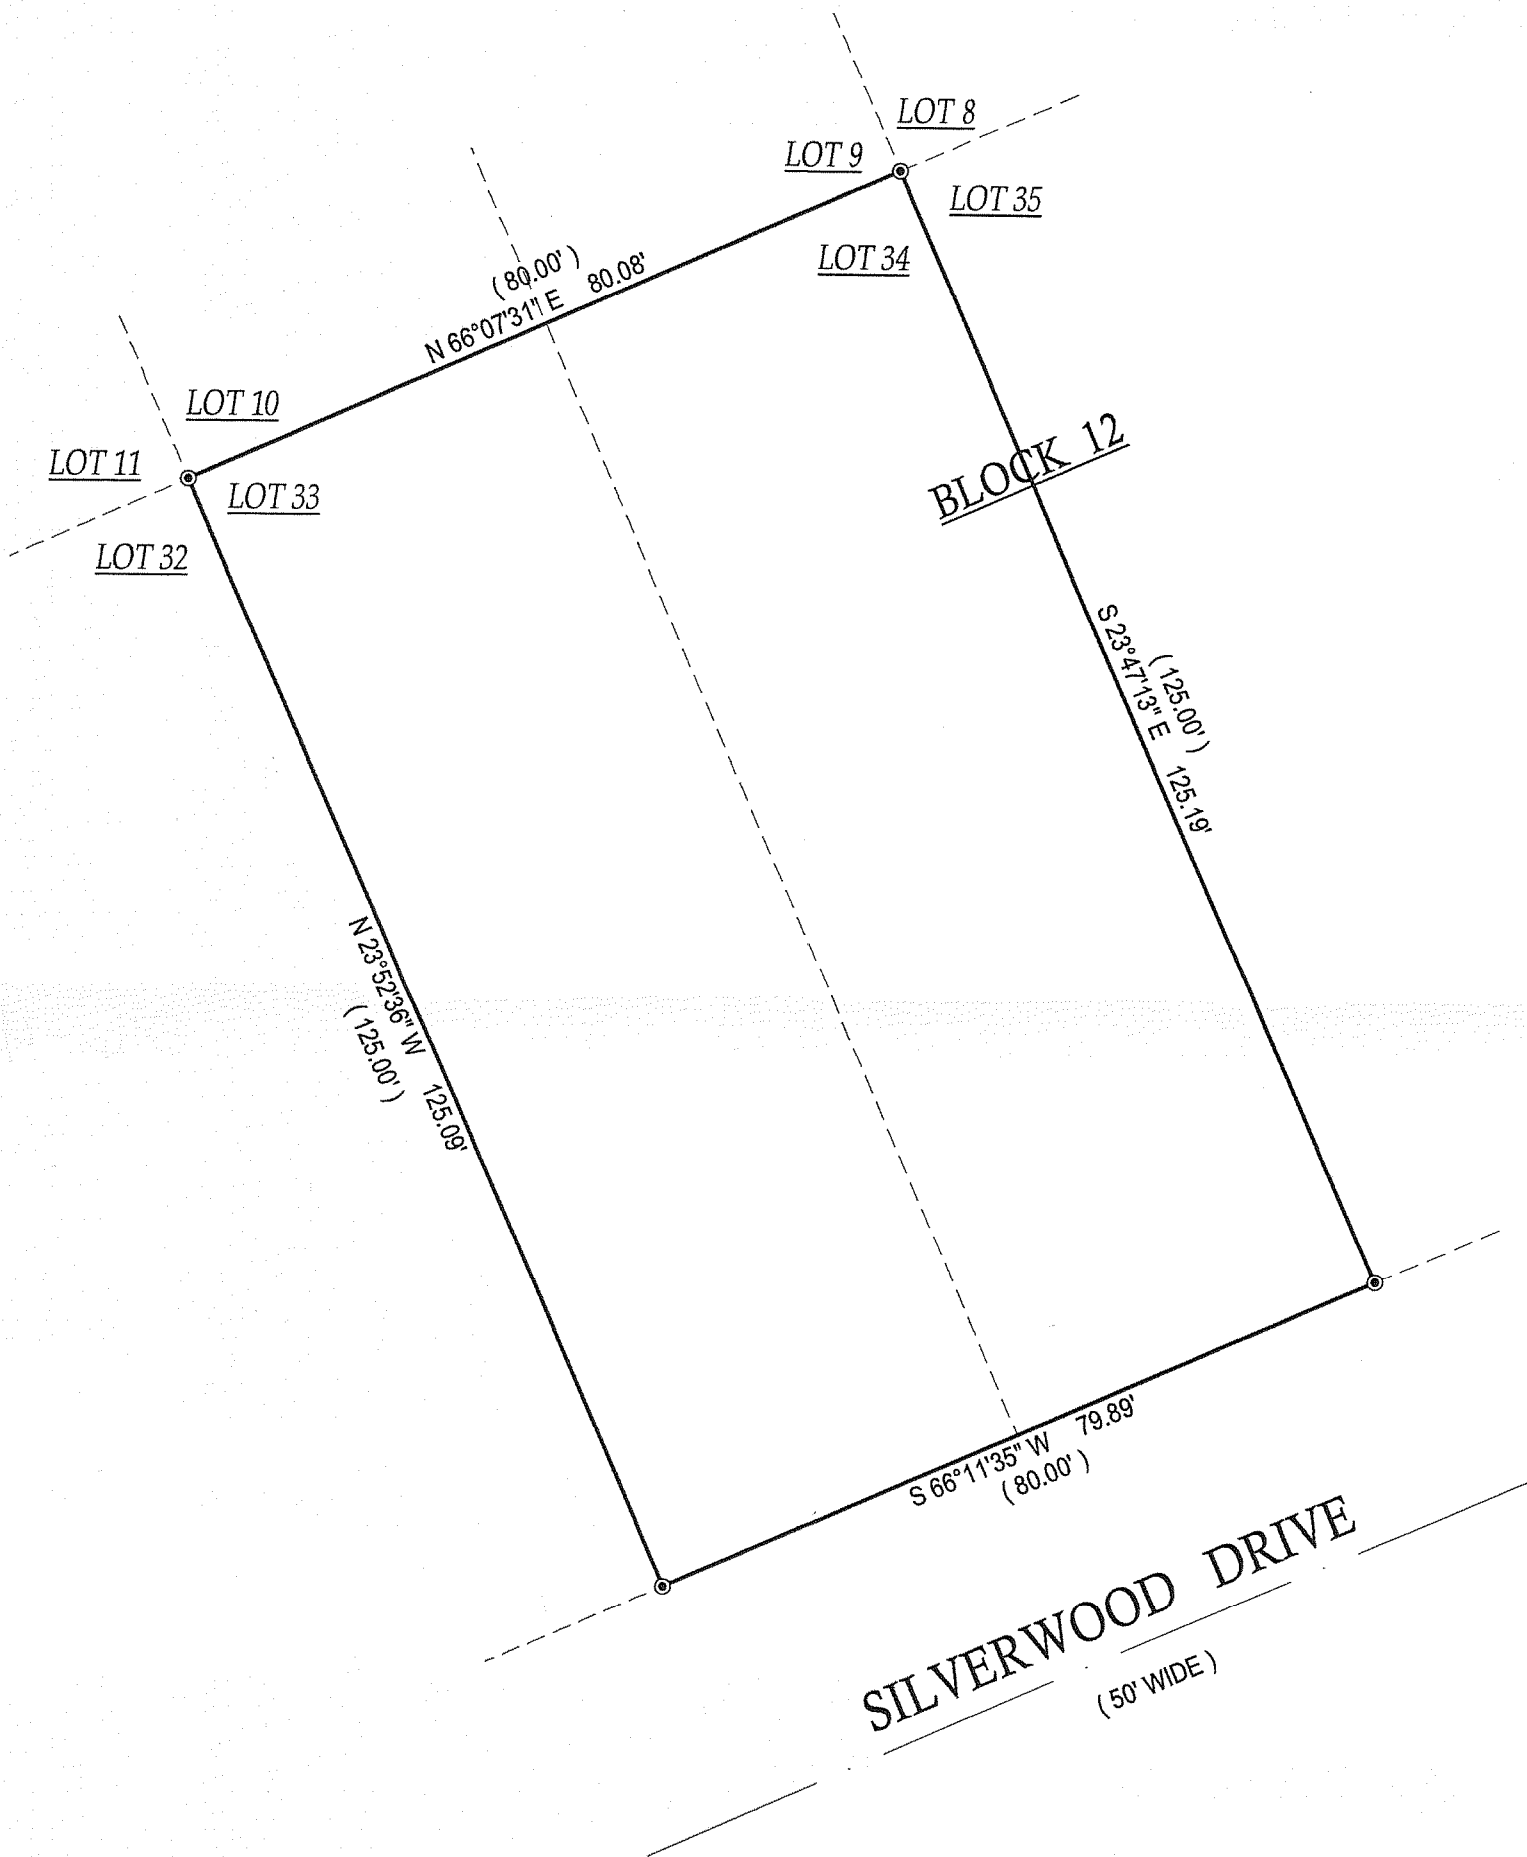 LOT 8
LOT 9
LOT 35
LOT 34
( 80.00' )
N 66°07'31" E 80.08'
LOT 10
LOT 11
LOT 33
LOT 32
BLOCK 12
S 23°47'13" E 125.19'
( 125.00' )
N 23°52'36" W 125.09'
( 125.00' )
S 66°11'35" W 79.89'
( 80.00' )
SILVERWOOD DRIVE
( 50' WIDE )